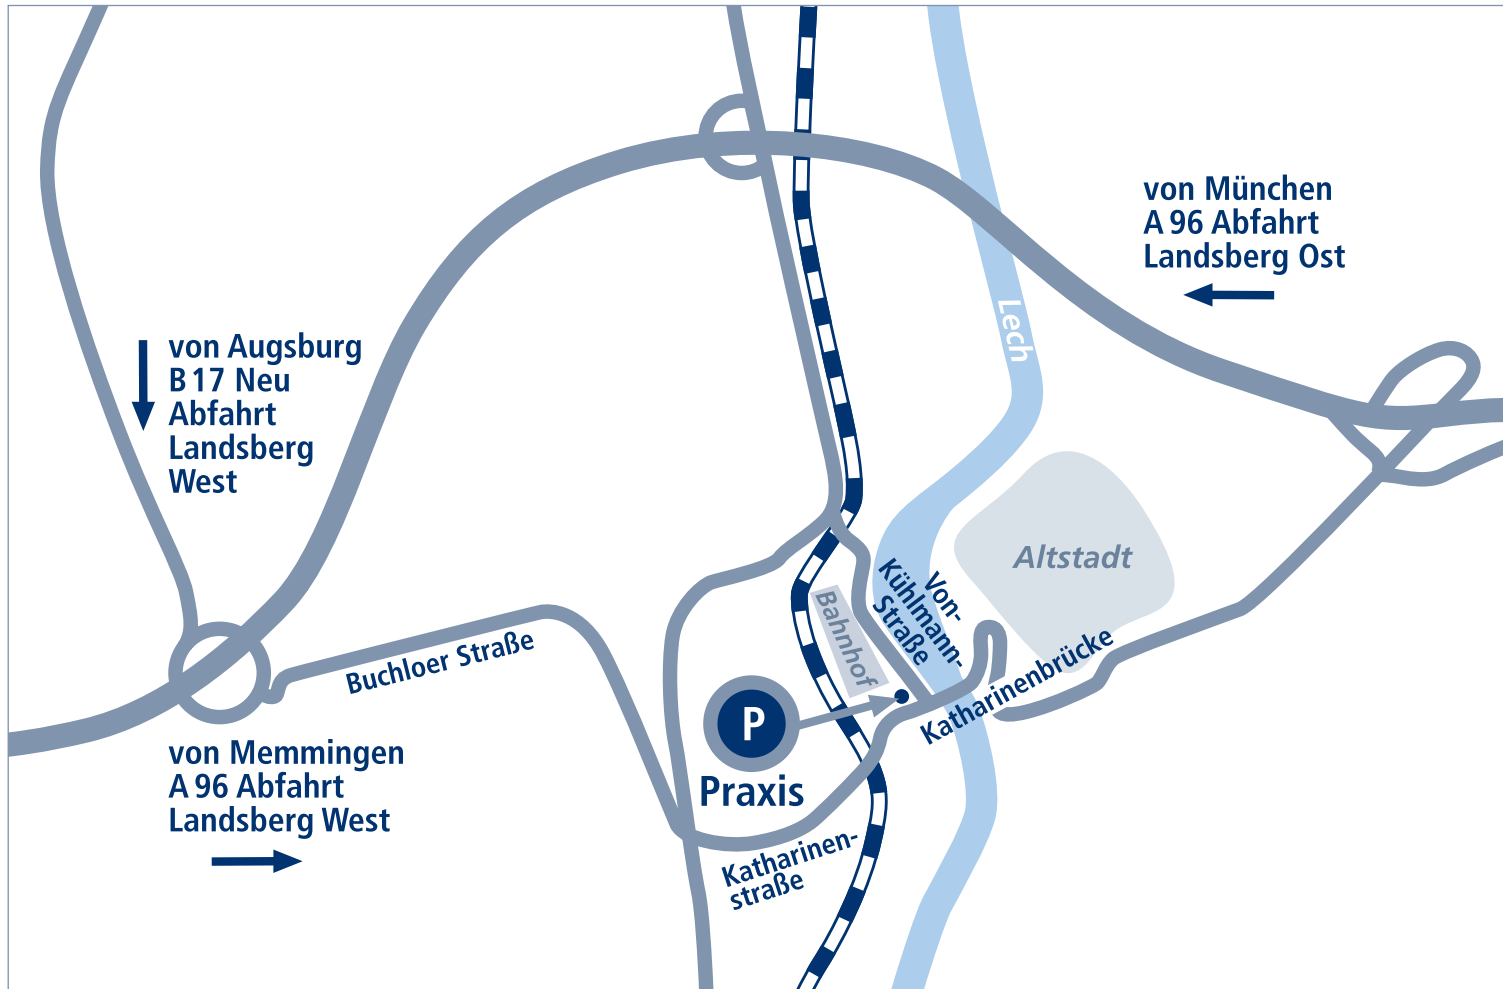 von München
A 96 Abfahrt
Landsberg Ost
Lech
von Augsburg
B 17 Neu
Abfahrt
Landsberg
West
Altstadt
Von-
Kühlmann-
Straße
Bahnhof
Buchloer Straße
Katharinenbrücke
P
Praxis
von Memmingen
A 96 Abfahrt
Landsberg West
Katharinen-
straße